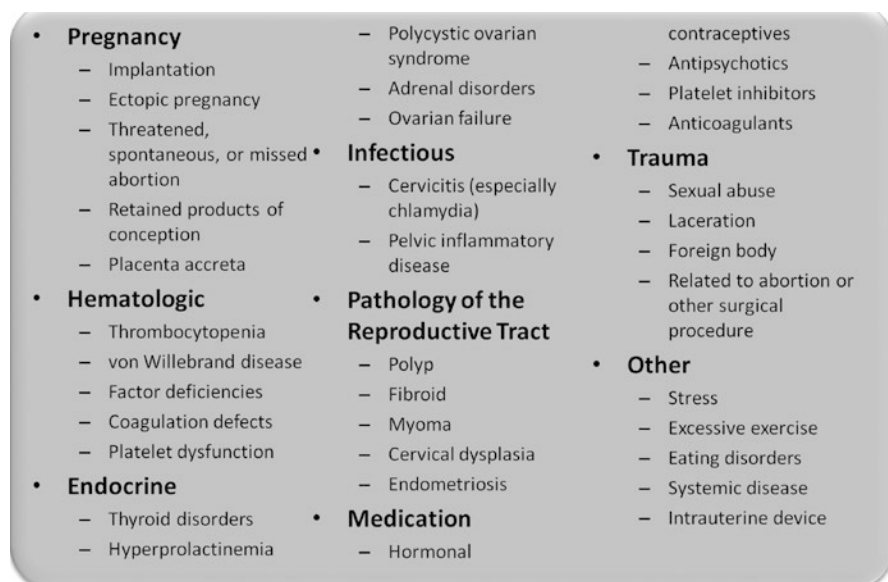 • Pregnancy
– Implantation
– Ectopic pregnancy
– Threatened,
spontaneous, or missed
abortion
– Retained products of
conception
– Placenta accreta
• Hematologic
– Thrombocytopenia
– von Willebrand disease
– Factor deficiencies
– Coagulation defects
– Platelet dysfunction
• Endocrine
– Thyroid disorders
– Hyperprolactinemia
– Polycystic ovarian
syndrome
– Adrenal disorders
– Ovarian failure
• Infectious
– Cervicitis (especially
chlamydia)
– Pelvic inflammatory
disease
• Pathology of the
Reproductive Tract
– Polyp
– Fibroid
– Myoma
– Cervical dysplasia
– Endometriosis
• Medication
– Hormonal
contraceptives
– Antipsychotics
– Platelet inhibitors
– Anticoagulants
• Trauma
– Sexual abuse
– Laceration
– Foreign body
– Related to abortion or
other surgical
procedure
• Other
– Stress
– Excessive exercise
– Eating disorders
– Systemic disease
– Intrauterine device